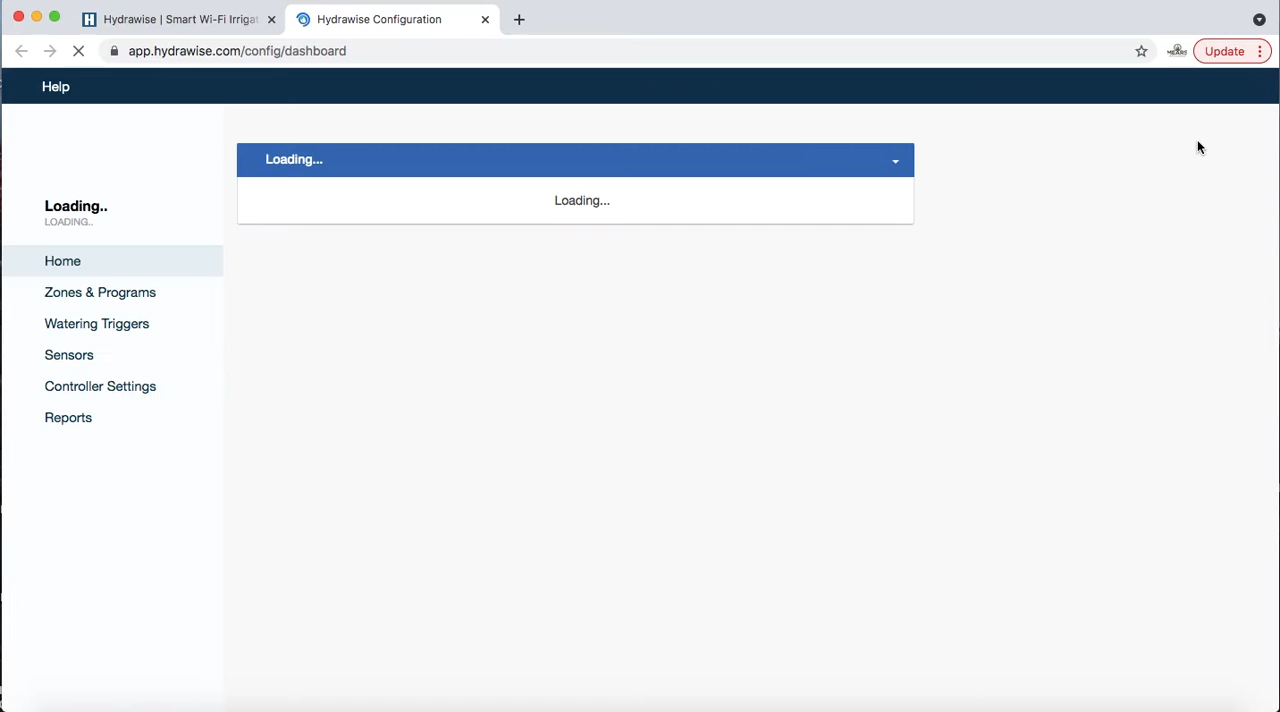 Hydrawise | Smart Wi-Fi Irrigat
Hydrawise Configuration
app.hydrawise.com/config/dashboard
MEARS
Update
Help
Loading...
Loading...
Loading..
LOADING..
Home
Zones & Programs
Watering Triggers
Sensors
Controller Settings
Reports